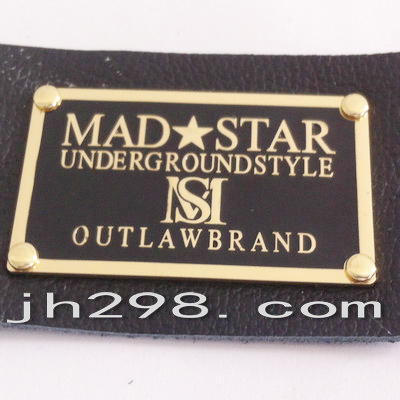 MAD★STAR
UNDERGROUNDSTYLE
MS
OUTLAWBRAND
jh298. com